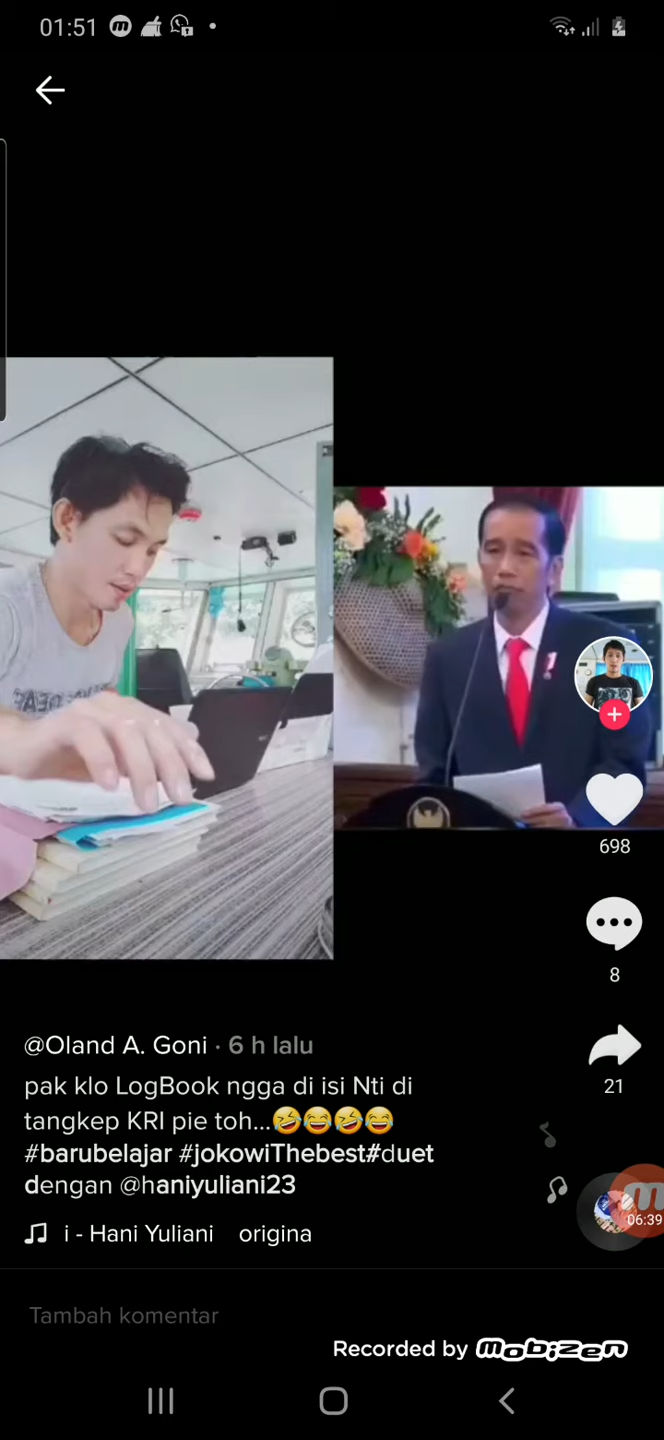 01:51
698
8
21
@Oland A. Goni · 6 h lalu
pak klo LogBook ngga di isi Nti di
tangkep KRI pie toh...🤣😂🤣😂
#barubelajar #jokowiThebest#duet
dengan @haniyuliani23
i - Hani Yuliani origina
06:39
Tambah komentar
Recorded by mobizen